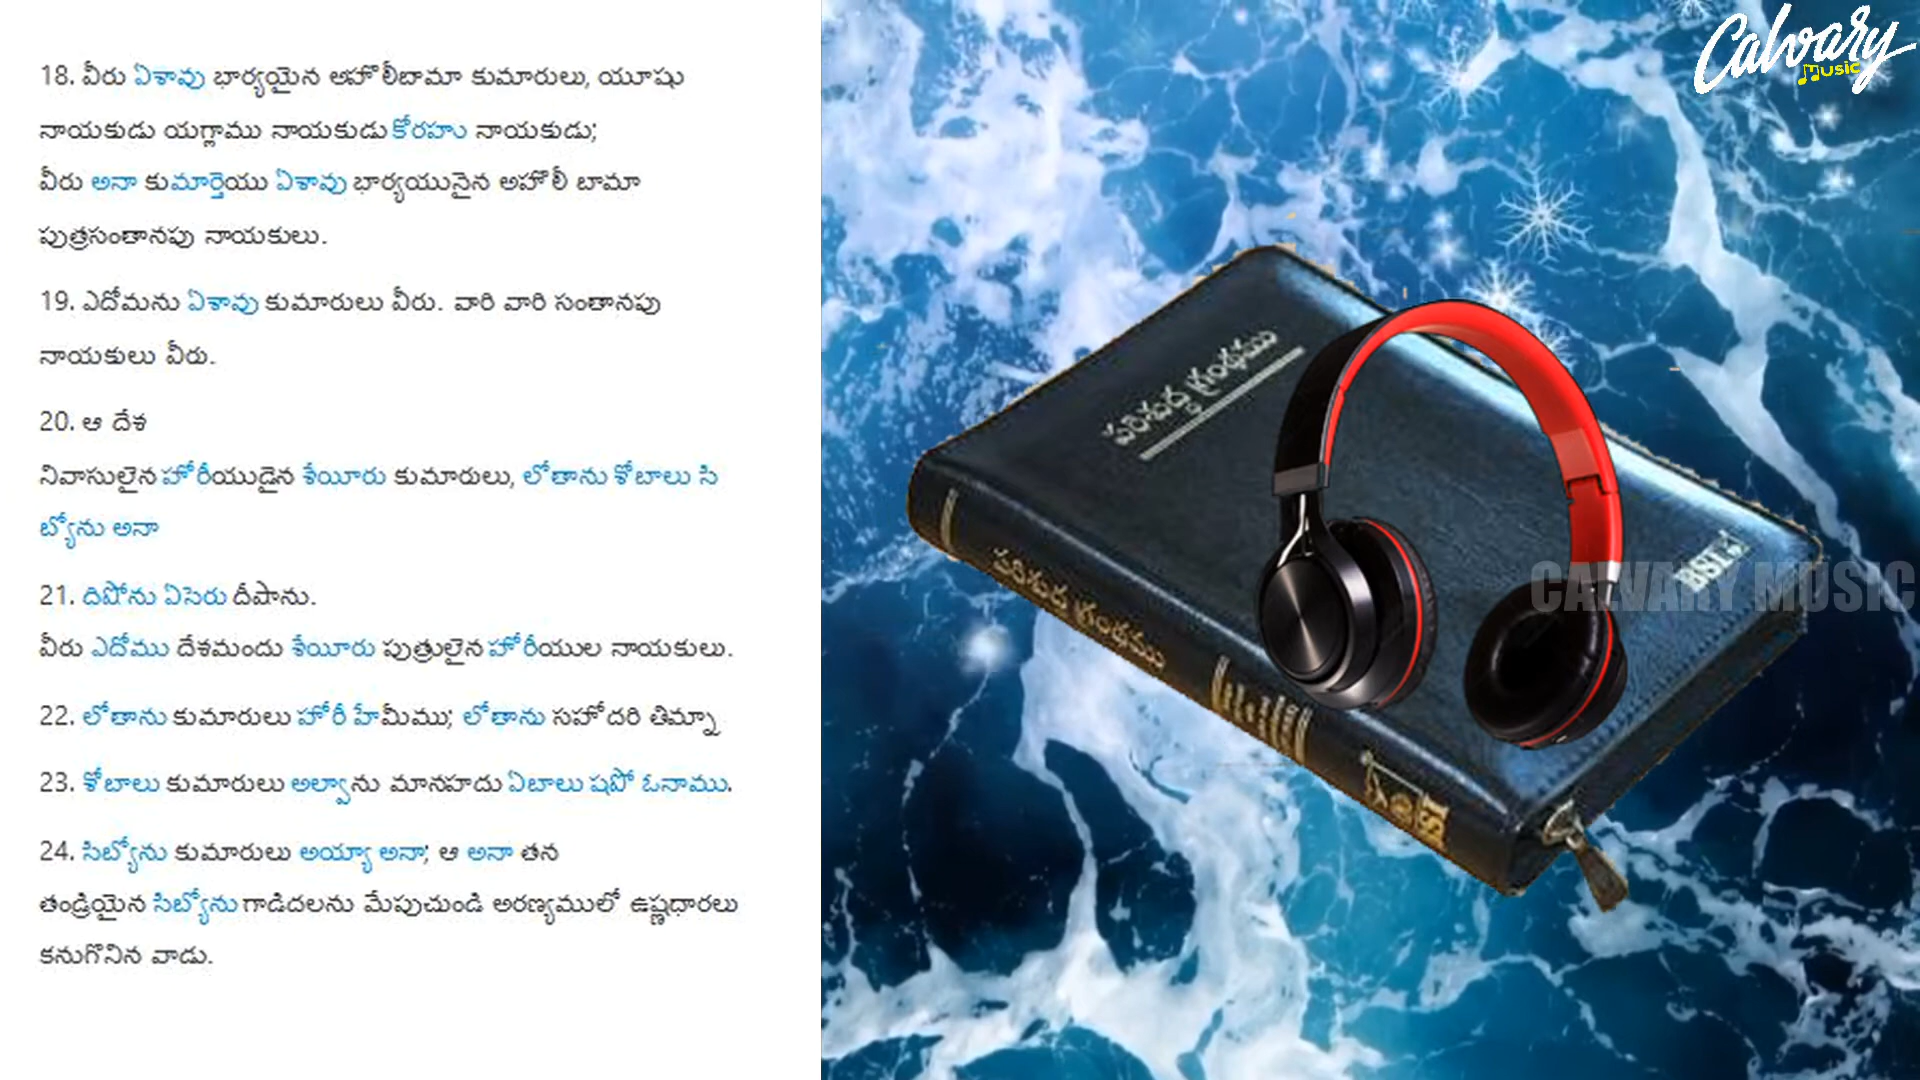 18. వీరు ఏశావు భార్యయైన అహొలీబామా కుమారులు, యూషు
నాయకుడు యగ్లాము నాయకుడు కోరహు నాయకుడు;
వీరు అనా కుమార్తెయు ఏశావు భార్యయునైన అహొలీ బామా
పుత్రసంతానపు నాయకులు.
19. ఎదోమను ఏశావు కుమారులు వీరు. వారి వారి సంతానపు
నాయకులు వీరు.
20. ఆ దేశ
నివాసులైన హోరీయుడైన శేయీరు కుమారులు, లోతాను శోబాలు సి
బ్యోను అనా
21. దిషోను ఏసెరు దీషాను.
వీరు ఎదోము దేశమందు శేయీరు పుత్రులైన హోరీయుల నాయకులు.
22. లోతాను కుమారులు హోరీ హేమీము; లోతాను సహోదరి తిమ్నా
23. శోబాలు కుమారులు అల్వాను మానహదు ఏబాలు షపో ఓనాము.
24. సిబ్యోను కుమారులు అయ్యా అనా; ఆ అనా తన
తండ్రియైన సిబ్యోను గాడిదలను మేపుచుండి అరణ్యములో ఉష్ణధారలు
కనుగొనిన వాడు.
Calvary
Music
పరిశుద్ధ గ్రంథము
BSI
CALVARY MUSIC
పరిశుద్ధ గ్రంథము
BSI